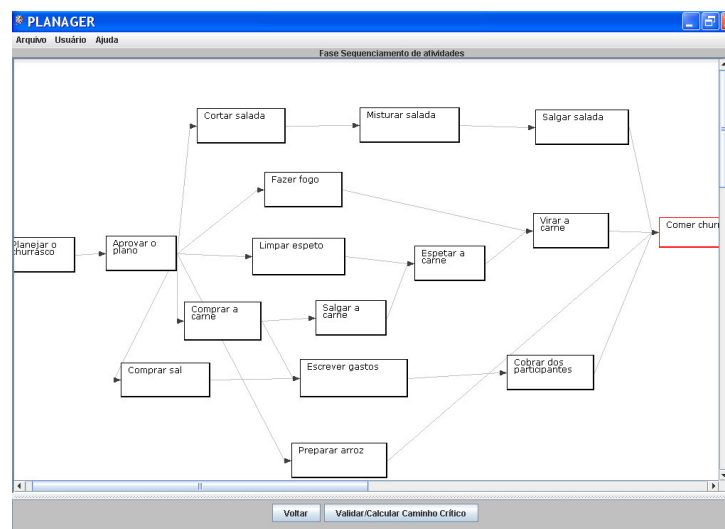 PLANAGER
Arquivo Usuário Ajuda
Fase Sequenciamento de atividades
Cortar salada
Misturar salada
Salgar salada
Fazer fogo
Virar a
carne
Comer churr
Planejar o
churrasco
Aprovar o
plano
Limpar espeto
Espetar a
carne
Comprar a
carne
Salgar a
carne
Comprar sal
Escrever gastos
Cobrar dos
participantes
Preparar arroz
Voltar
Validar/Calcular Caminho Crítico